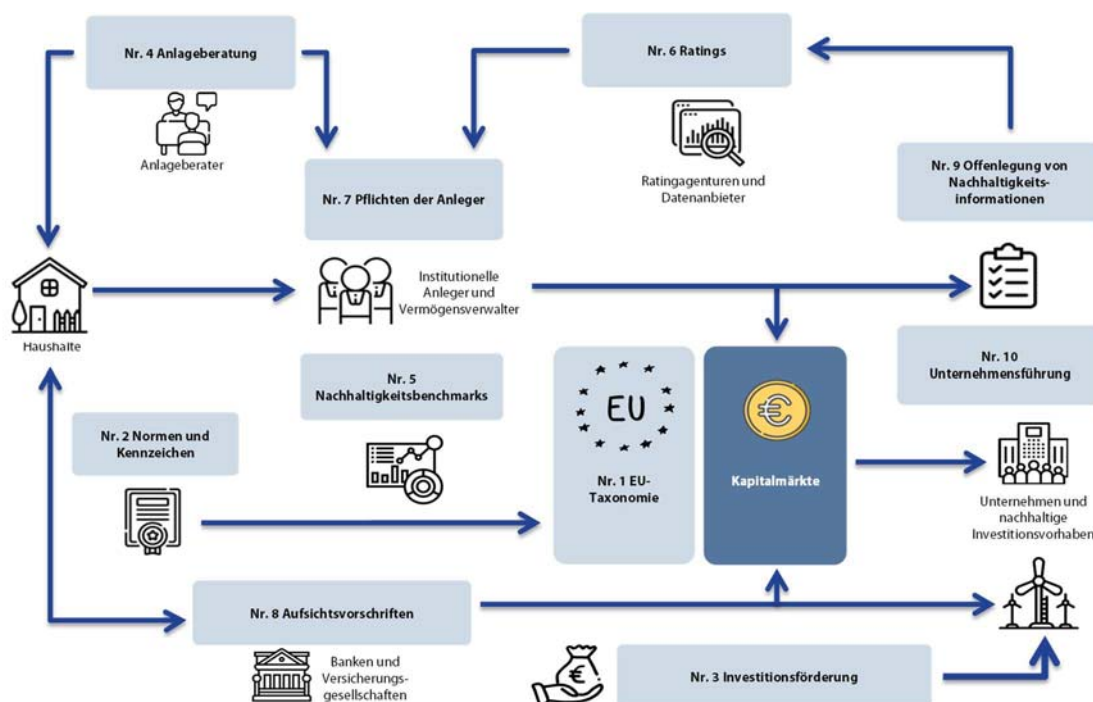 Nr. 4 Anlageberatung
Anlageberater
Nr. 6 Ratings
Ratingagenturen und
Datenanbieter
Nr. 7 Pflichten der Anleger
Nr. 9 Offenlegung von
Nachhaltigkeits-
informationen
Haushalte
Institutionelle
Anleger und
Vermögensverwalter
Nr. 5
Nachhaltigkeitsbenchmarks
Nr. 10
Unternehmensführung
Nr. 2 Normen und
Kennzeichen
EU
Nr. 1 EU-
Taxonomie
€
Kapitalmärkte
Unternehmen und
nachhaltige
Investitionsvorhaben
Nr. 8 Aufsichtsvorschriften
Banken und
Versicherungs-
gesellschaften
€
Nr. 3 Investitionsförderung